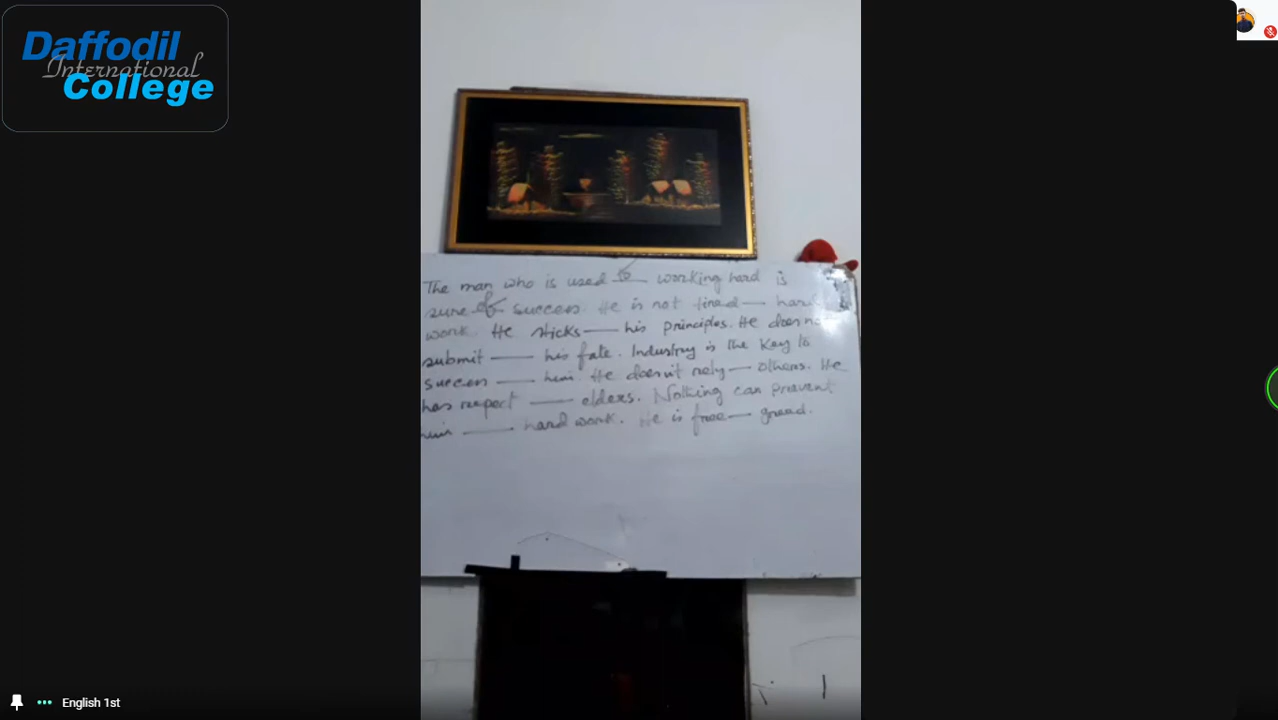 Daffodil
International
College
The man who is used to working hard is
sure of success. He is not tired — hard
work. He sticks — his principles. He does not
submit — his fate. Industry is the key to
success — him. He doesn't rely — others. He
has respect — elders. Nothing can prevent
him — hard work. He is free — greed.
English 1st